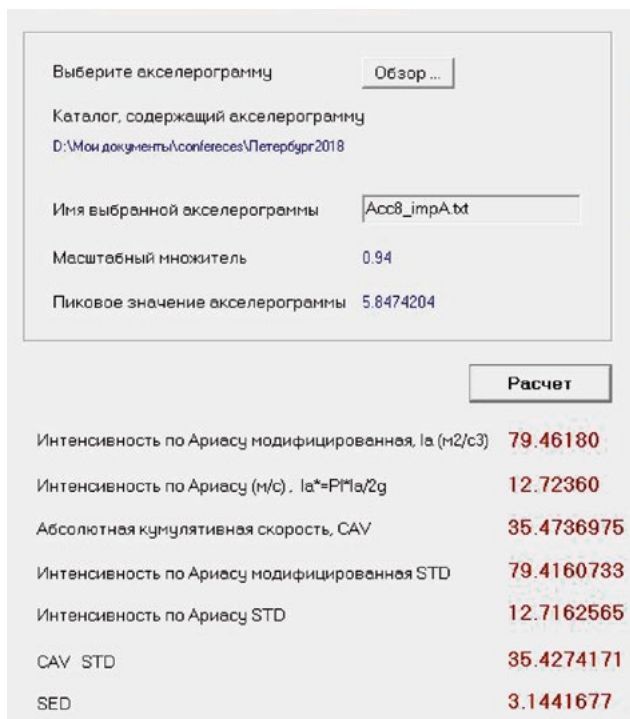 Выберите акселерограмму Обзор ...
Каталог, содержащий акселерограмму
D:\Мои документы\confereces\Петербург2018
Имя выбранной акселерограммы Acc8_impA.txt
Масштабный множитель 0.94
Пиковое значение акселерограммы 5.8474204
Расчет
Интенсивность по Ариасу модифицированная, Ia (м2/с3) 79.46180
Интенсивность по Ариасу (м/с) , Ia*=PI*Ia/2g 12.72360
Абсолютная кумулятивная скорость, CAV 35.4736975
Интенсивность по Ариасу модифицированная STD 79.4160733
Интенсивность по Ариасу STD 12.7162565
CAV STD 35.4274171
SED 3.1441677